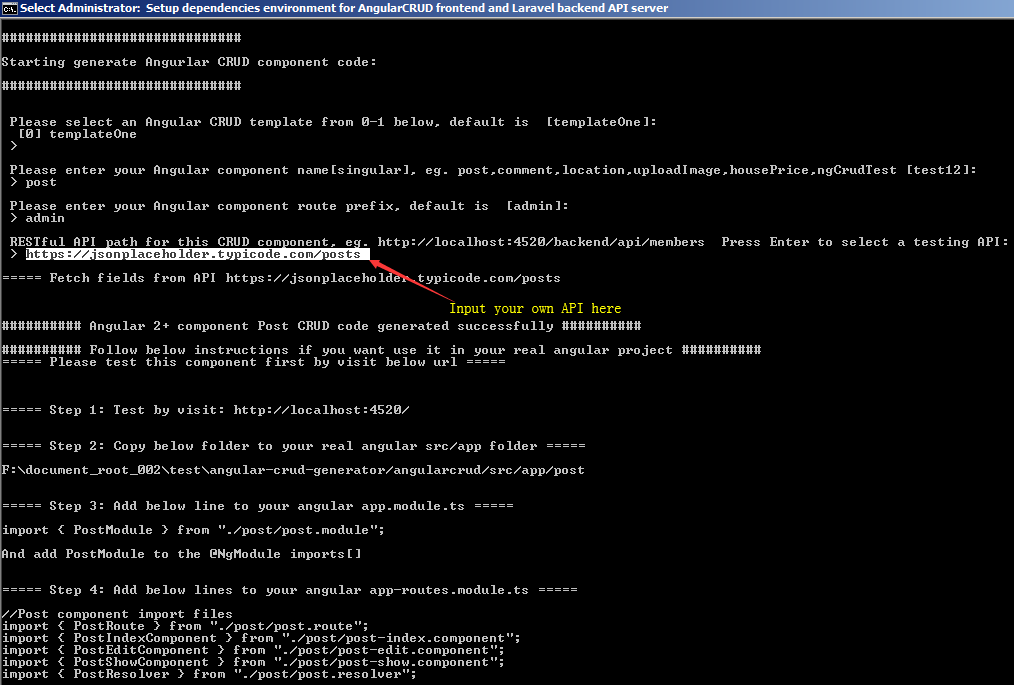 Select Administrator:  Setup dependencies environment for AngularCRUD frontend and Laravel backend API server
##############################
Starting generate Angurlar CRUD component code:
##############################
Please select an Angular CRUD template from 0-1 below, default is  [templateOne]:
[0] templateOne
>
Please enter your Angular component name[singular], eg. post,comment,location,uploadImage,housePrice,ngCrudTest [test12]:
> post
Please enter your Angular component route prefix, default is  [admin]:
> admin
RESTful API path for this CRUD component, eg. http://localhost:4520/backend/api/members  Press Enter to select a testing API:
> https://jsonplaceholder.typicode.com/posts
===== Fetch fields from API https://jsonplaceholder.typicode.com/posts
Input your own API here
########## Angular 2+ component Post CRUD code generated successfully ##########
########## Follow below instructions if you want use it in your real angular project ##########
===== Please test this component first by visit below url =====
===== Step 1: Test by visit: http://localhost:4520/
===== Step 2: Copy below folder to your real angular src/app folder =====
F:\document_root_002\test\angular-crud-generator/angularcrud/src/app/post
===== Step 3: Add below line to your angular app.module.ts =====
import { PostModule } from "./post/post.module";
And add PostModule to the @NgModule imports[]
===== Step 4: Add below lines to your angular app-routes.module.ts =====
//Post component import files
import { PostRoute } from "./post/post.route";
import { PostIndexComponent } from "./post/post-index.component";
import { PostEditComponent } from "./post/post-edit.component";
import { PostShowComponent } from "./post/post-show.component";
import { PostResolver } from "./post/post.resolver";